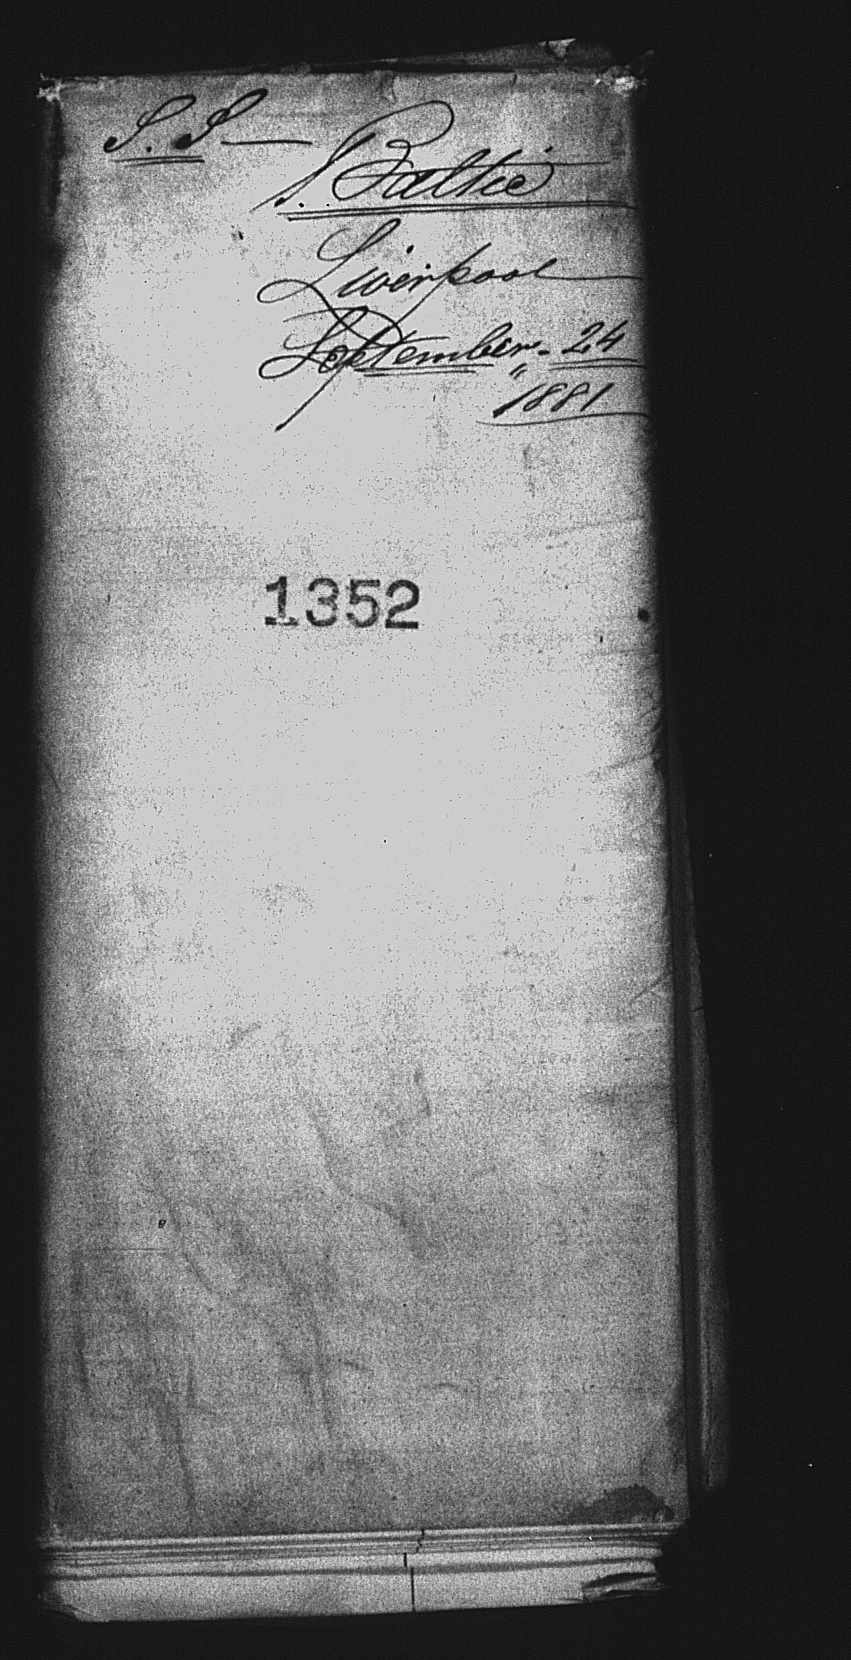 S. S —
Baltic
Liverpool
September - 24
" 1881
1352